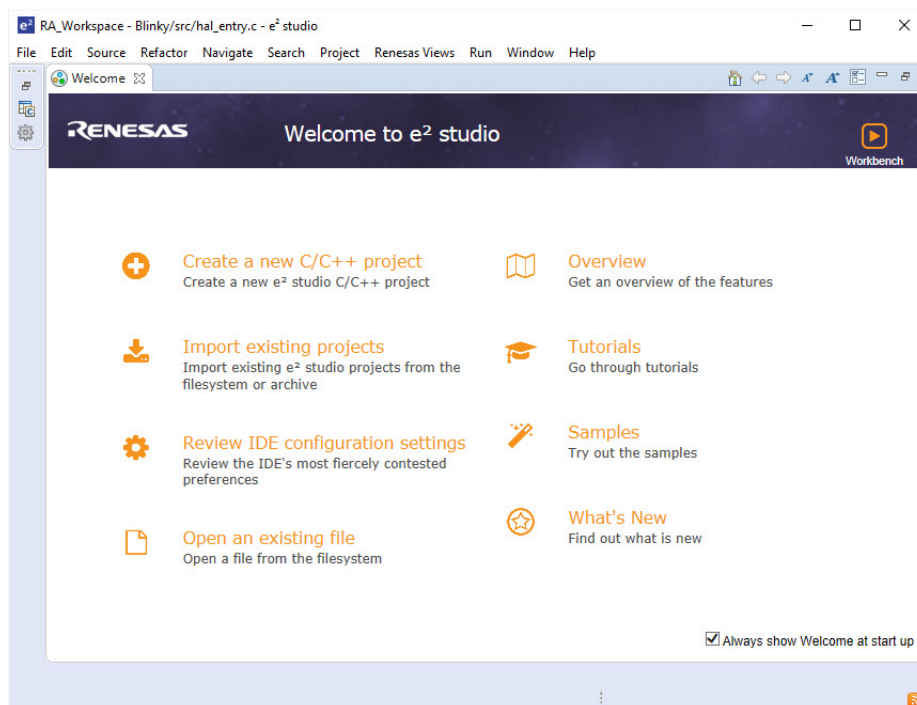 e² RA_Workspace - Blinky/src/hal_entry.c - e² studio
File Edit Source Refactor Navigate Search Project Renesas Views Run Window Help
Welcome
RENESAS
Welcome to e² studio
Workbench
Create a new C/C++ project
Create a new e² studio C/C++ project
Import existing projects
Import existing e² studio projects from the
filesystem or archive
Review IDE configuration settings
Review the IDE's most fiercely contested
preferences
Open an existing file
Open a file from the filesystem
Overview
Get an overview of the features
Tutorials
Go through tutorials
Samples
Try out the samples
What's New
Find out what is new
Always show Welcome at start up